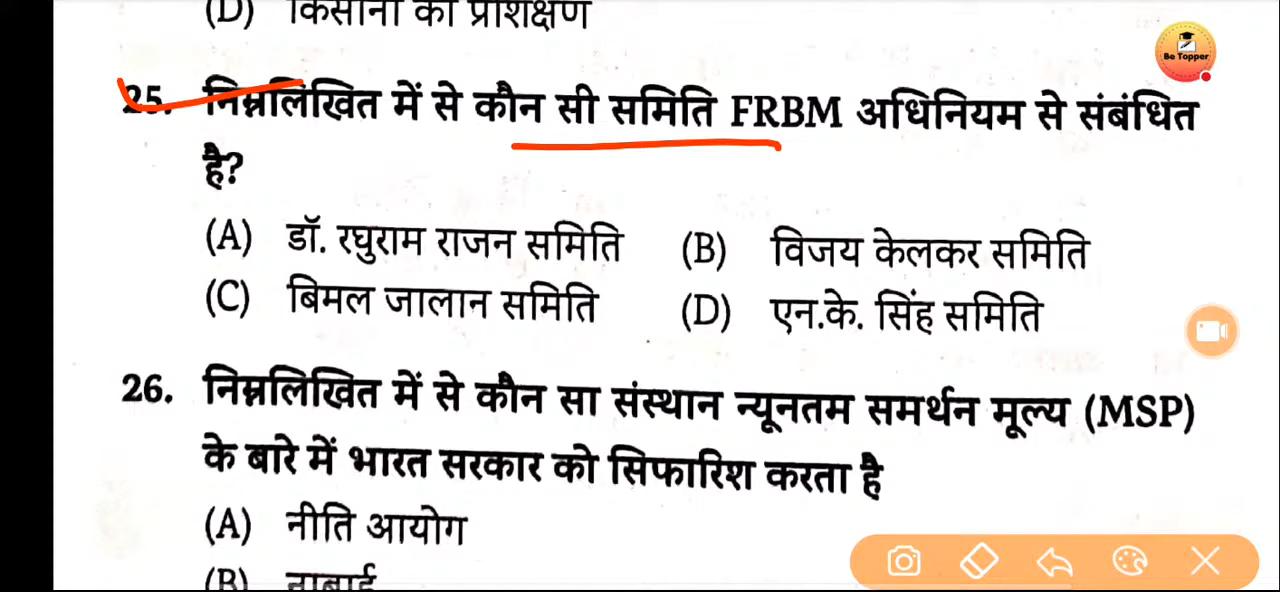 (D) किसानों को प्रशिक्षण
Be Topper
25. निम्नलिखित में से कौन सी समिति FRBM अधिनियम से संबंधित
है?
(A) डॉ. रघुराम राजन समिति (B) विजय केलकर समिति
(C) बिमल जालान समिति (D) एन.के. सिंह समिति
26. निम्नलिखित में से कौन सा संस्थान न्यूनतम समर्थन मूल्य (MSP)
के बारे में भारत सरकार को सिफारिश करता है
(A) नीति आयोग
(B) नाबार्ड